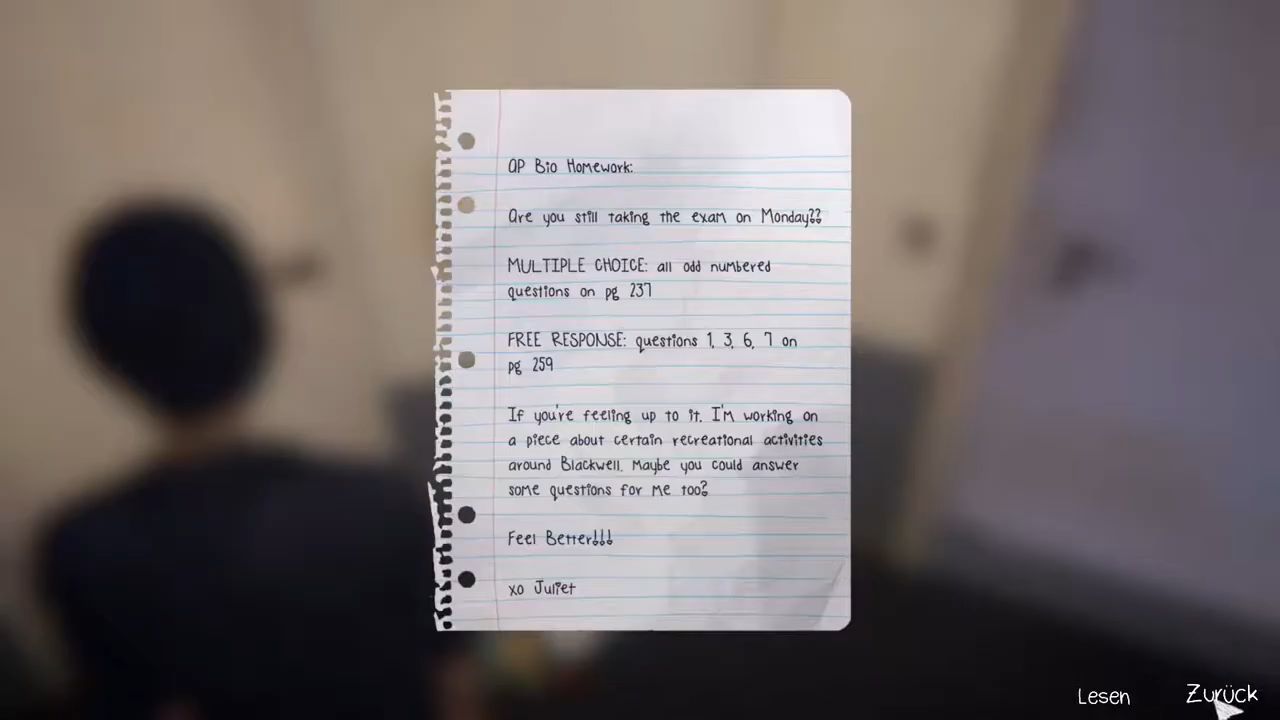 AP Bio Homework:
Are you still taking the exam on Monday??
MULTIPLE CHOICE: all odd numbered
questions on pg 237
FREE RESPONSE: questions 1, 3, 6, 7 on
pg 259
If you're feeling up to it, I'm working on
a piece about certain recreational activities
around Blackwell. Maybe you could answer
some questions for me too?
Feel Better!!!
xo Juliet
Lesen
Zurück